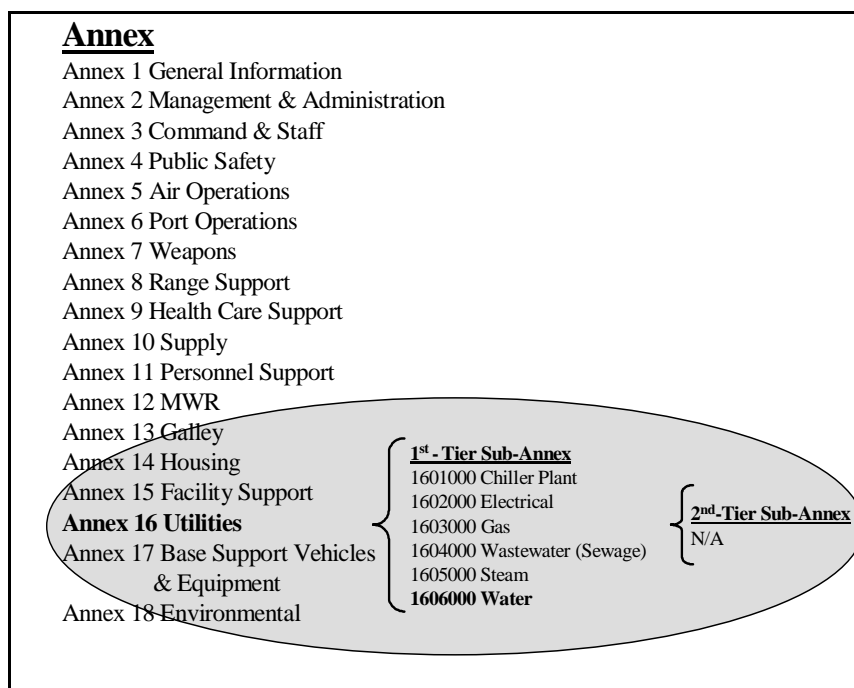 Annex
Annex 1 General Information
Annex 2 Management & Administration
Annex 3 Command & Staff
Annex 4 Public Safety
Annex 5 Air Operations
Annex 6 Port Operations
Annex 7 Weapons
Annex 8 Range Support
Annex 9 Health Care Support
Annex 10 Supply
Annex 11 Personnel Support
Annex 12 MWR
Annex 13 Galley
Annex 14 Housing
Annex 15 Facility Support
Annex 16 Utilities
Annex 17 Base Support Vehicles
& Equipment
Annex 18 Environmental
1st - Tier Sub-Annex
1601000 Chiller Plant
1602000 Electrical
1603000 Gas
1604000 Wastewater (Sewage)
1605000 Steam
1606000 Water
2nd-Tier Sub-Annex
N/A